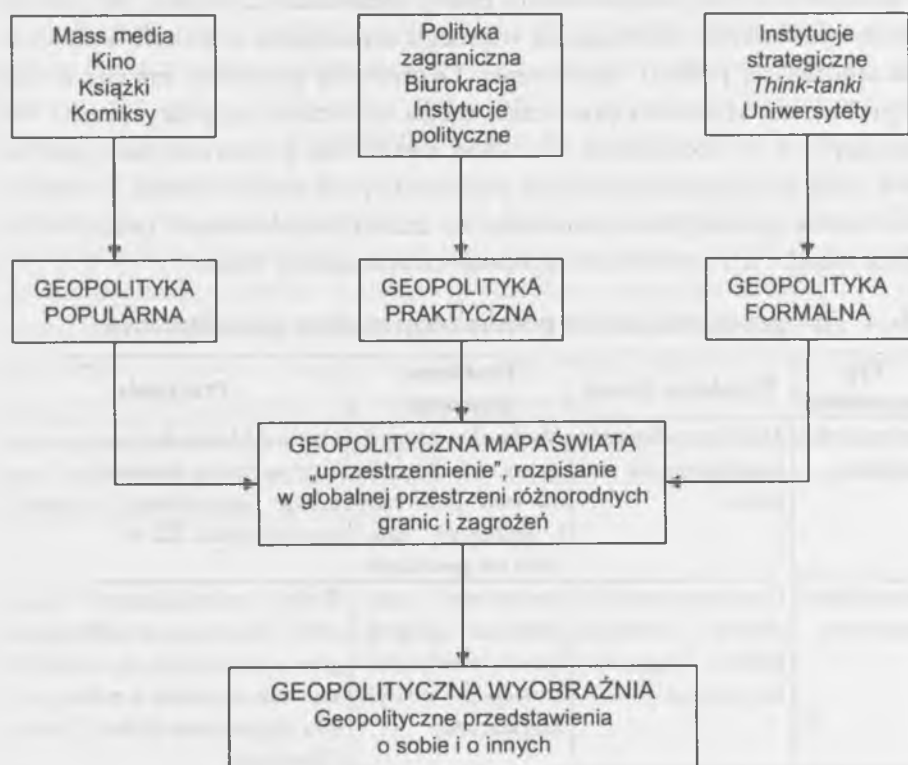 Mass media
Kino
Książki
Komiksy
Polityka
zagraniczna
Biurokracja
Instytucje
polityczne
Instytucje
strategiczne
Think-tanki
Uniwersytety
GEOPOLITYKA
POPULARNA
GEOPOLITYKA
PRAKTYCZNA
GEOPOLITYKA
FORMALNA
GEOPOLITYCZNA MAPA ŚWIATA
„uprzestrzennienie”, rozpisanie
w globalnej przestrzeni różnorodnych
granic i zagrożeń
GEOPOLITYCZNA WYOBRAŹNIA
Geopolityczne przedstawienia
o sobie i o innych